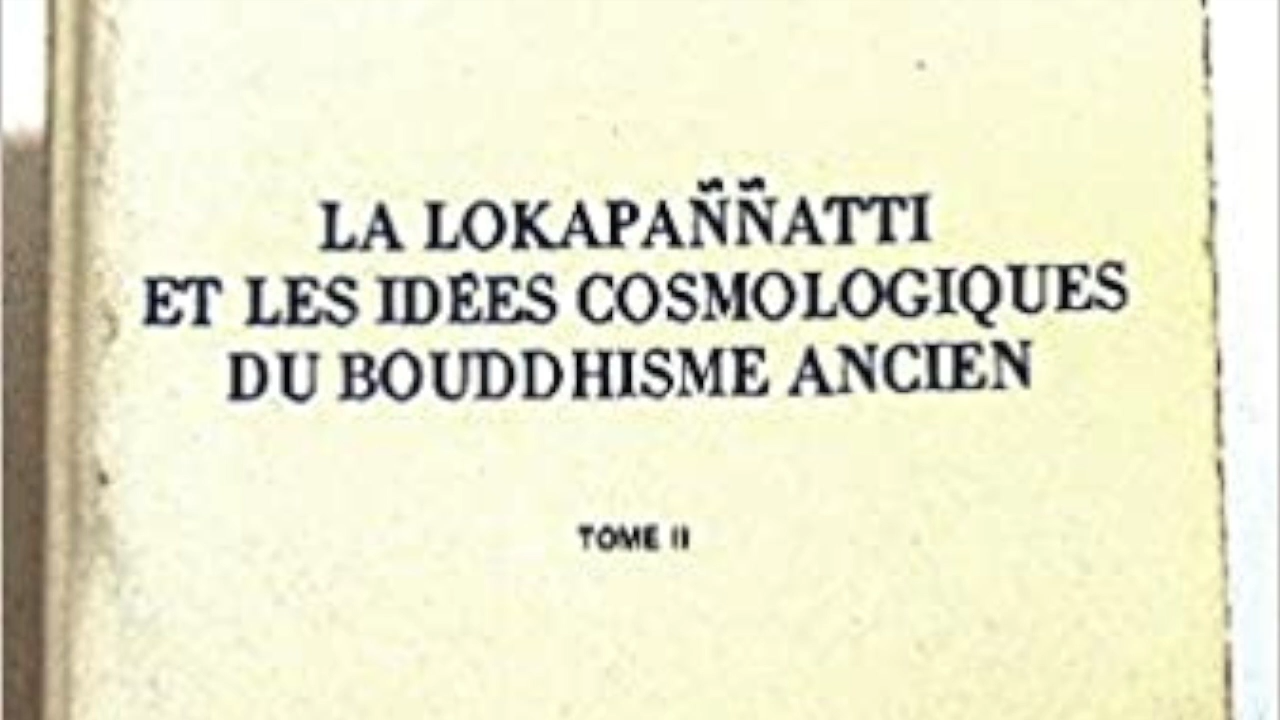 LA LOKAPAÑÑATTI
ET LES IDÉES COSMOLOGIQUES
DU BOUDDHISME ANCIEN
TOME II